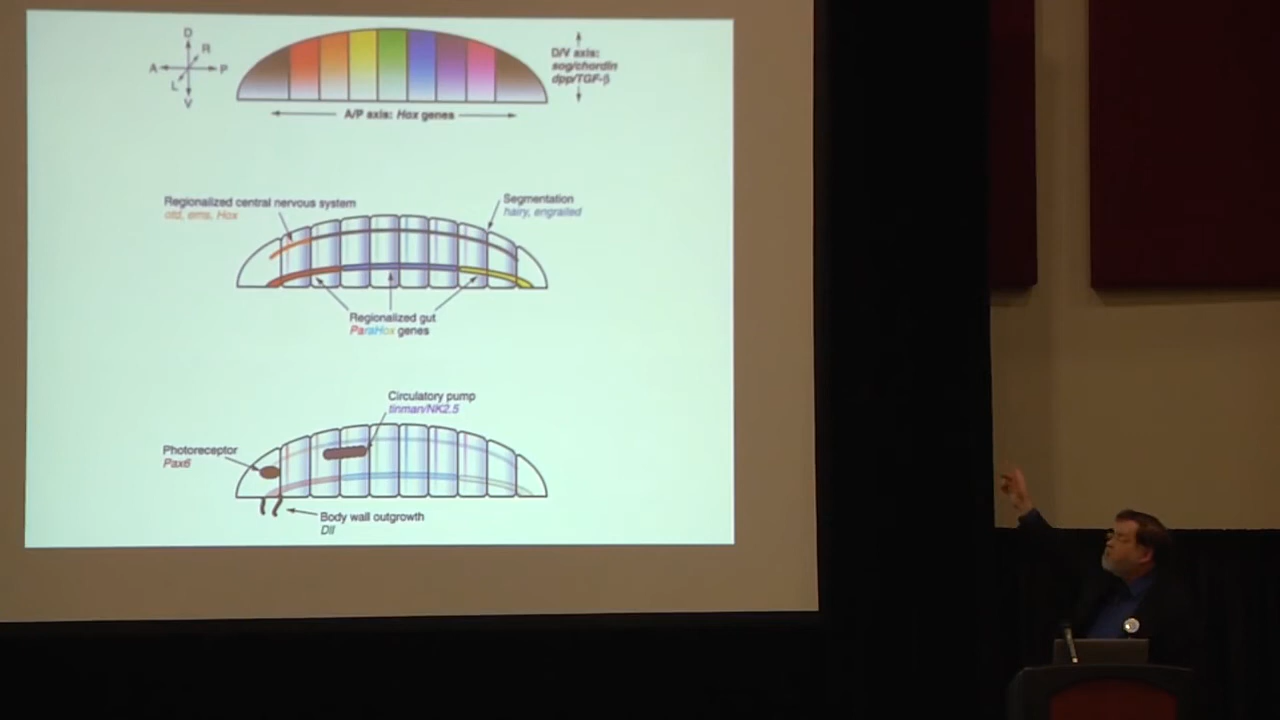 D
R
A
P
L
V
D/V axis:
sog/chordin
dpp/TGF-β
A/P axis: Hox genes
Regionalized central nervous system
otd, ems, Hox
Segmentation
hairy, engrailed
Regionalized gut
ParaHox genes
Circulatory pump
tinman/NK2.5
Photoreceptor
Pax6
Body wall outgrowth
Dll